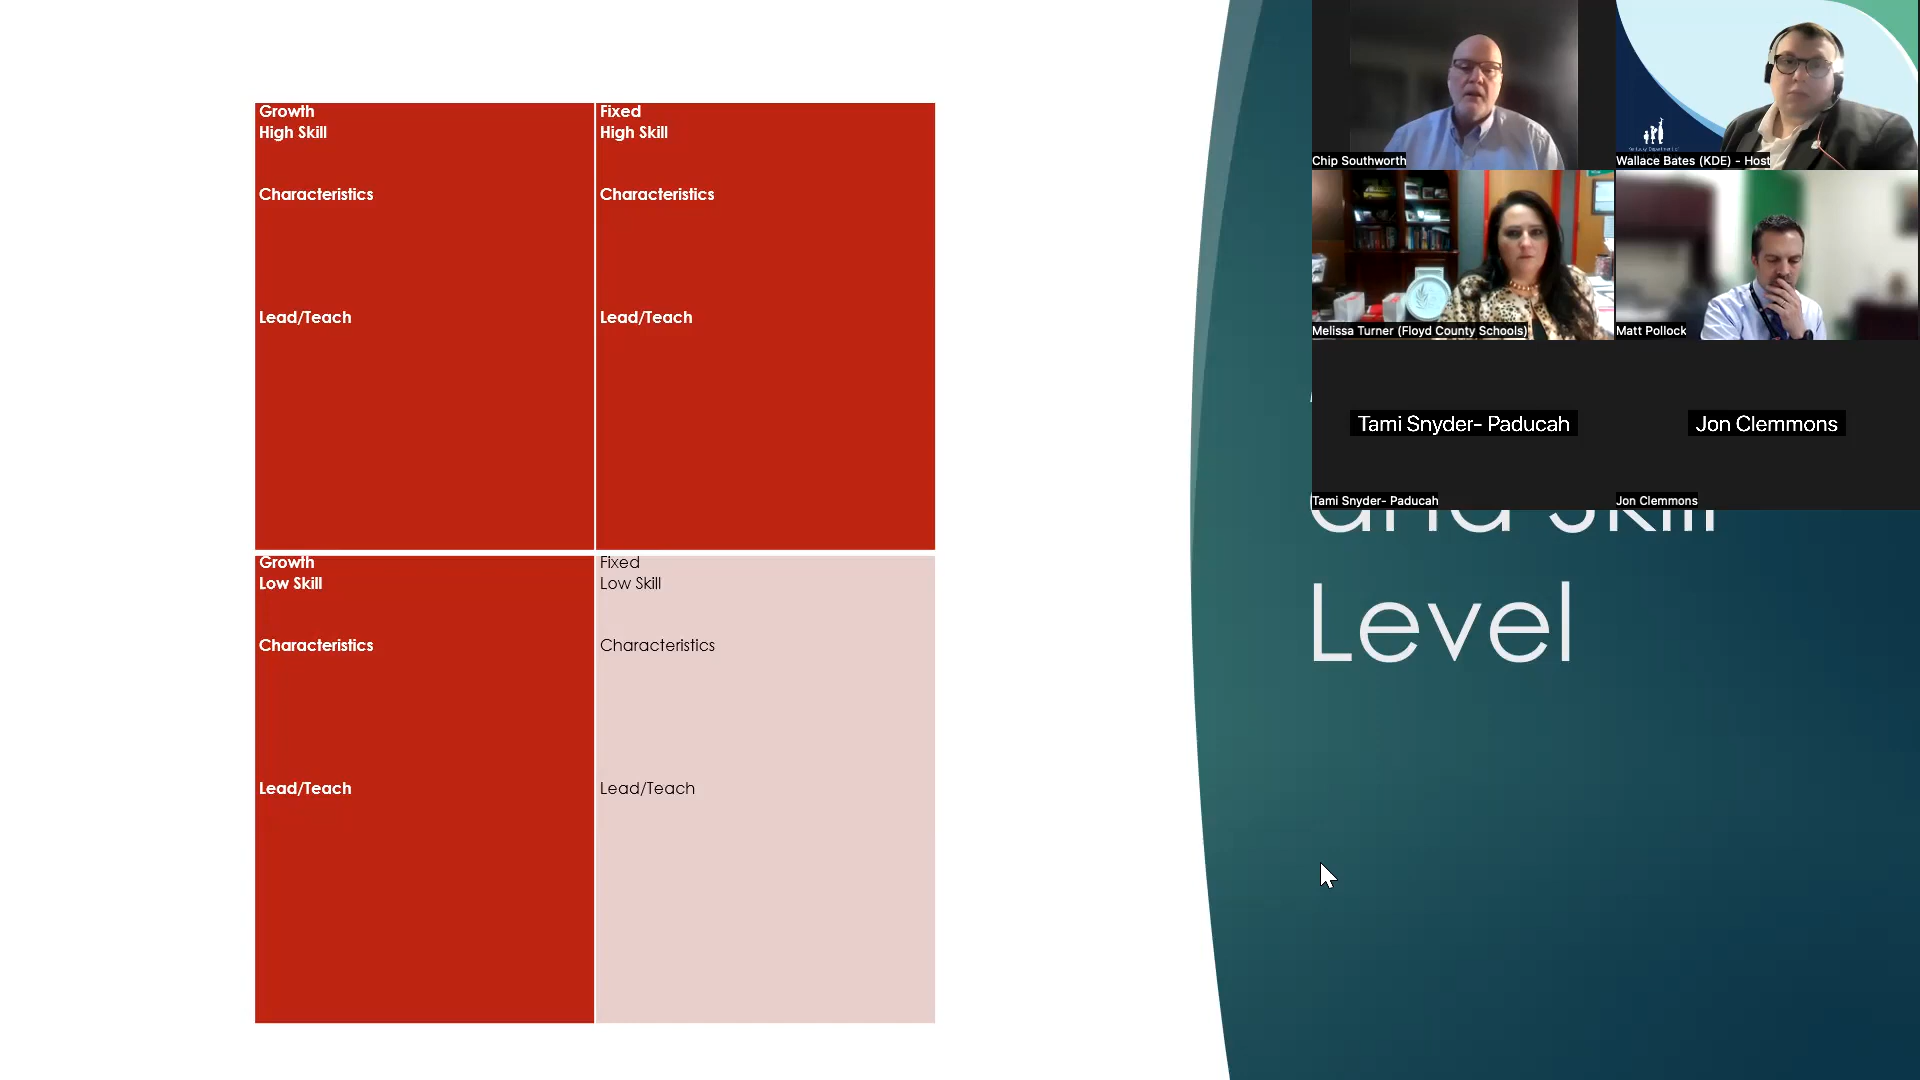 Growth
High Skill
Characteristics
Lead/Teach
Fixed
High Skill
Characteristics
Lead/Teach
Growth
Low Skill
Characteristics
Lead/Teach
Fixed
Low Skill
Characteristics
Lead/Teach
and Skill
Level
Chip Southworth
Wallace Bates (KDE) - Host
Melissa Turner (Floyd County Schools)
Matt Pollock
Tami Snyder- Paducah
Jon Clemmons
Tami Snyder- Paducah
Jon Clemmons